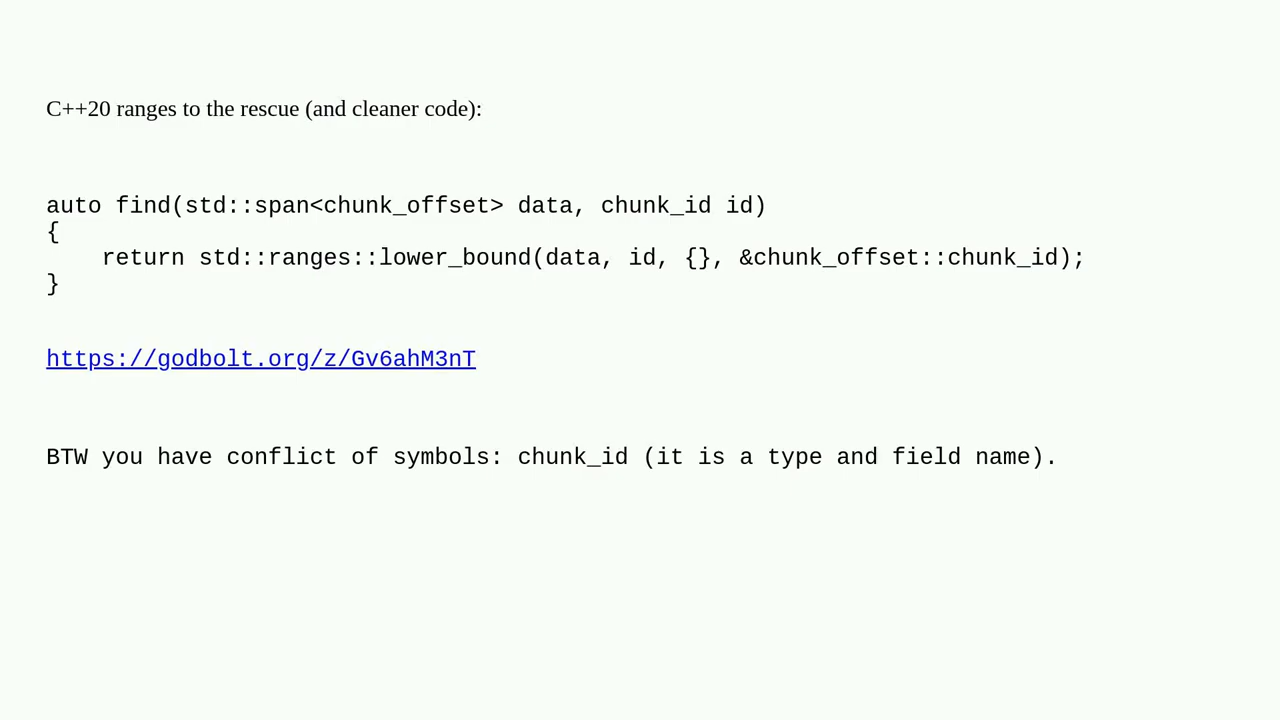 C++20 ranges to the rescue (and cleaner code):
auto find(std::span<chunk_offset> data, chunk_id id)
{
    return std::ranges::lower_bound(data, id, {}, &chunk_offset::chunk_id);
}
https://godbolt.org/z/Gv6ahM3nT
BTW you have conflict of symbols: chunk_id (it is a type and field name).